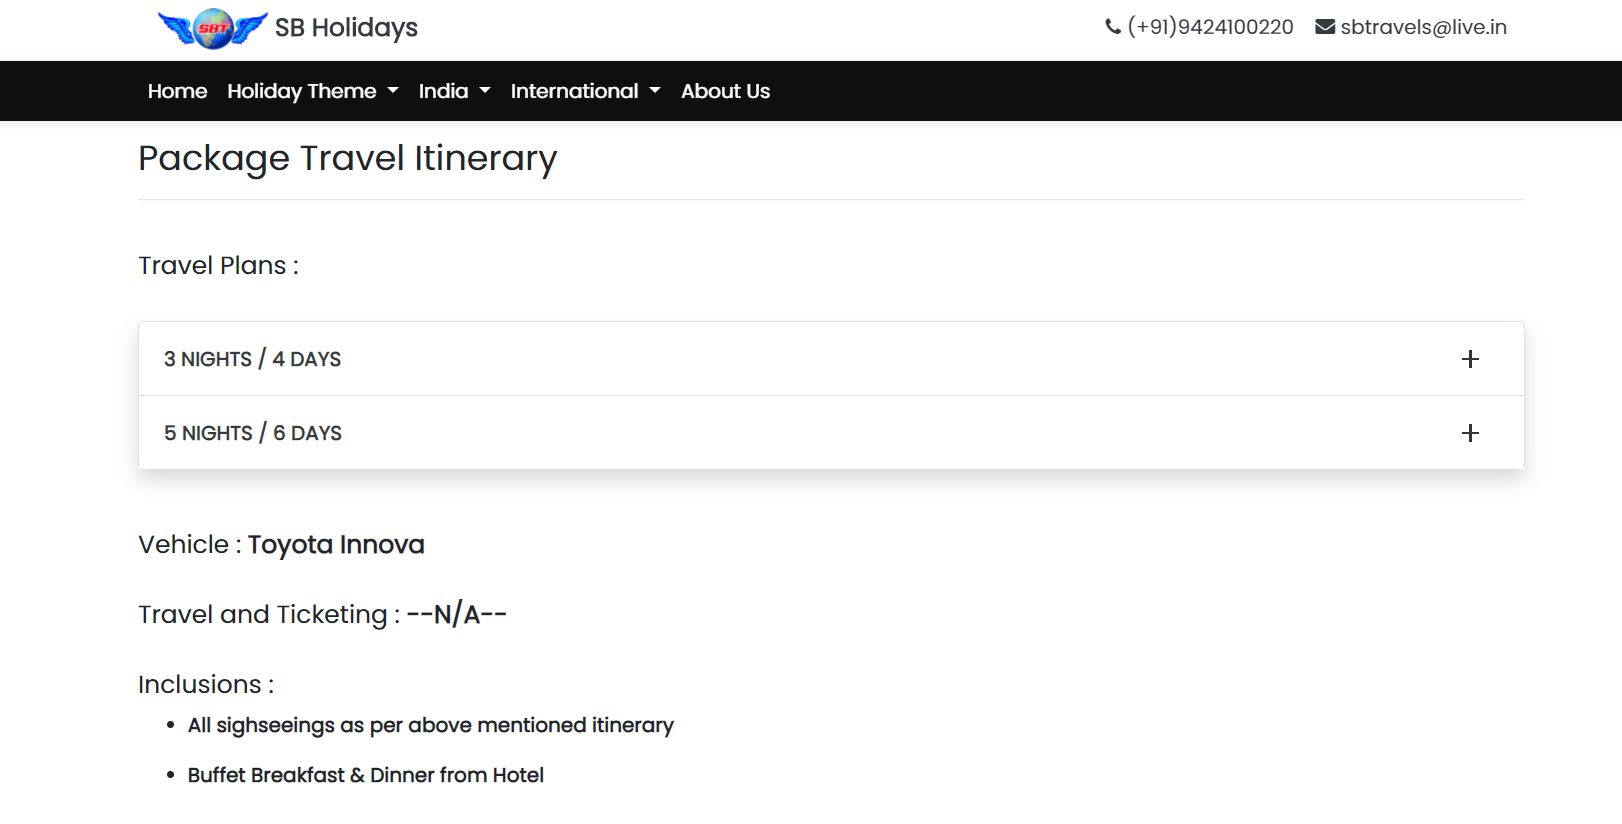 SBT SB Holidays (+91)9424100220 sbtravels@live.in
Home Holiday Theme India International About Us
Package Travel Itinerary
Travel Plans :
3 NIGHTS / 4 DAYS +
5 NIGHTS / 6 DAYS +
Vehicle : Toyota Innova
Travel and Ticketing : --N/A--
Inclusions :
• All sighseeings as per above mentioned itinerary
• Buffet Breakfast & Dinner from Hotel